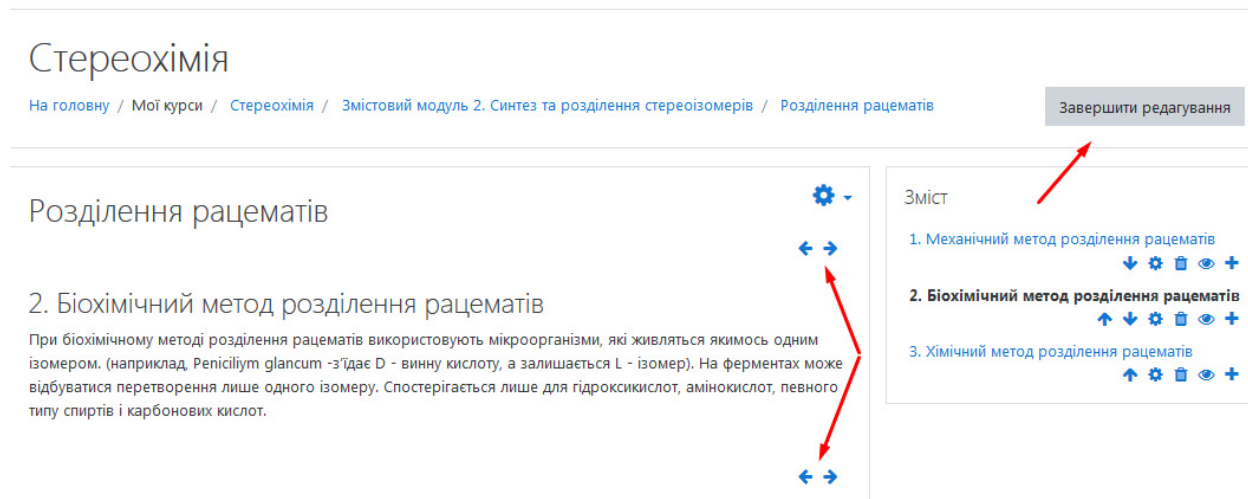 Стереохімія
На головну / Мої курси / Стереохімія / Змістовий модуль 2. Синтез та розділення стереоізомерів / Розділення рацематів
Завершити редагування
Розділення рацематів
2. Біохімічний метод розділення рацематів
При біохімічному методі розділення рацематів використовують мікроорганізми, які живляться якимось одним
ізомером. (наприклад, Peniciliym glancum -з'їдає D - винну кислоту, а залишається L - ізомер). На ферментах може
відбуватися перетворення лише одного ізомеру. Спостерігається лише для гідроксикислот, амінокислот, певного
типу спиртів і карбонових кислот.
Зміст
1. Механічний метод розділення рацематів
2. Біохімічний метод розділення рацематів
3. Хімічний метод розділення рацематів